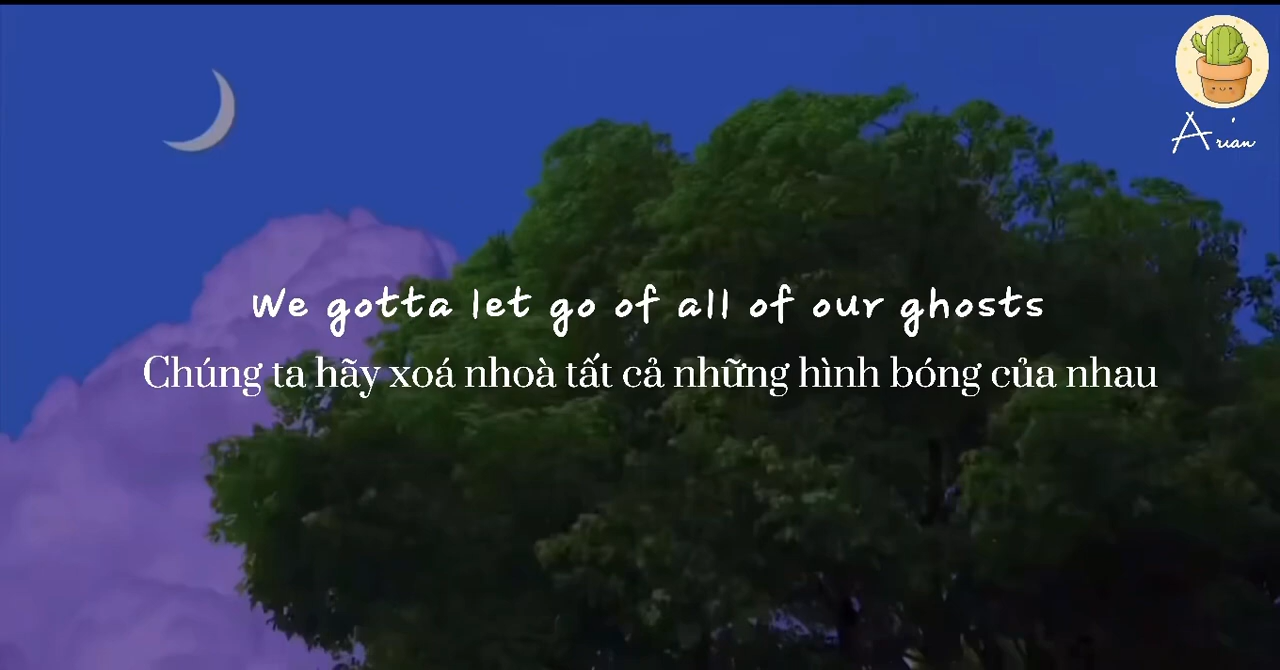 Arian
We gotta let go of all of our ghosts
Chúng ta hãy xoá nhoà tất cả những hình bóng của nhau